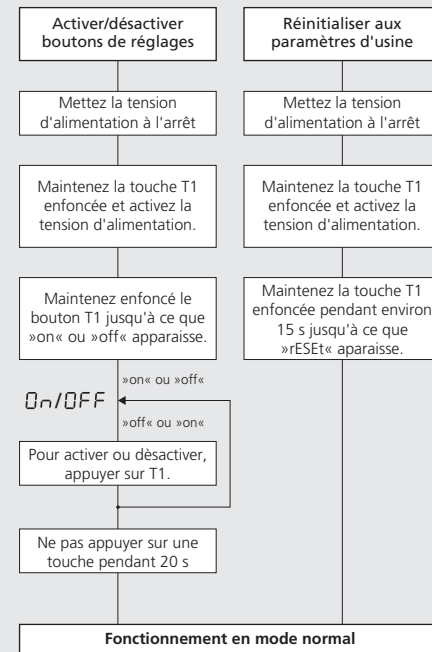 Activer/désactiver
boutons de réglages
Mettez la tension
d'alimentation à l'arrêt
Maintenez la touche T1
enfoncée et activez la
tension d'alimentation.
Maintenez enfoncé le
bouton T1 jusqu'à ce que
»on« ou »off« apparaisse.
»on« ou »off«
On/OFF
»off« ou »on«
Pour activer ou dèsactiver,
appuyer sur T1.
Ne pas appuyer sur une
touche pendant 20 s
Réinitialiser aux
paramètres d'usine
Mettez la tension
d'alimentation à l'arrêt
Maintenez la touche T1
enfoncée et activez la
tension d'alimentation.
Maintenez la touche T1
enfoncée pendant environ
15 s jusqu'à ce que
»rESEt« aparaisse.
Fonctionnement en mode normal